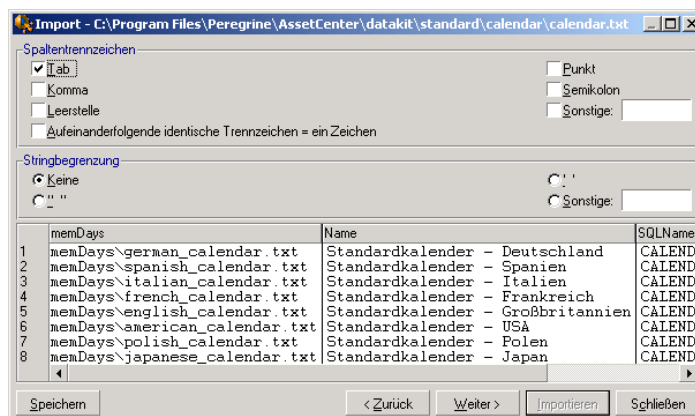 Import - C:\Program Files\Peregrine\AssetCenter\datakit\standard\calendar\calendar.txt
Spaltentrennzeichen
Tab
Punkt
Komma
Semikolon
Leerstelle
Sonstige:
Aufeinanderfolgende identische Trennzeichen = ein Zeichen
Stringbegrenzung
Keine
' '
" "
Sonstige:
memDays Name SQLName
1 memDays\german_calendar.txt Standardkalender - Deutschland CALEND
2 memDays\spanish_calendar.txt Standardkalender - Spanien CALEND
3 memDays\italian_calendar.txt Standardkalender - Italien CALEND
4 memDays\french_calendar.txt Standardkalender - Frankreich CALEND
5 memDays\english_calendar.txt Standardkalender - Großbritannien CALEND
6 memDays\american_calendar.txt Standardkalender - USA CALEND
7 memDays\polish_calendar.txt Standardkalender - Polen CALEND
8 memDays\japanese_calendar.txt Standardkalender - Japan CALEND
Speichern < Zurück Weiter > Importieren Schließen